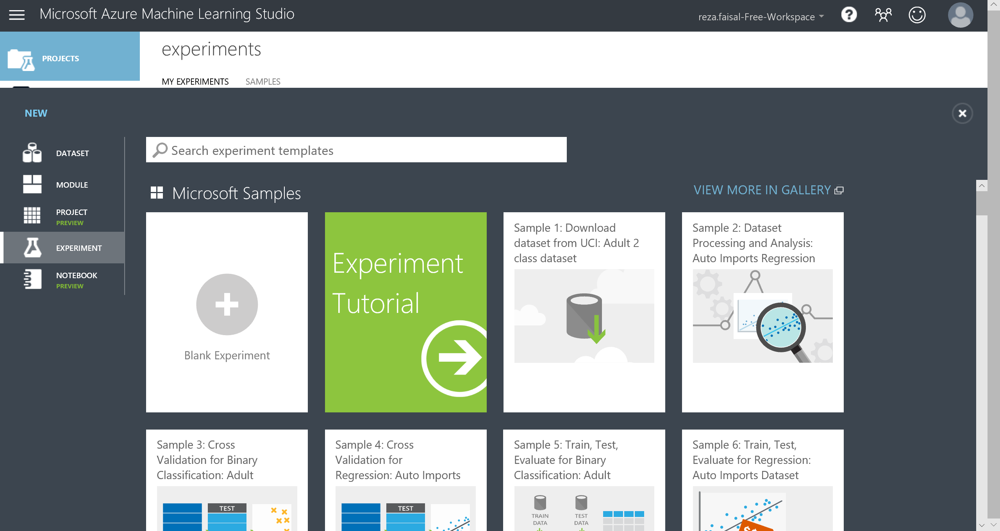 Microsoft Azure Machine Learning Studio
reza.faisal-Free-Workspace
PROJECTS
experiments
MY EXPERIMENTS
SAMPLES
NEW
DATASET
MODULE
PROJECT
PREVIEW
EXPERIMENT
NOTEBOOK
PREVIEW
Search experiment templates
Microsoft Samples
VIEW MORE IN GALLERY
Blank Experiment
Experiment
Tutorial
Sample 1: Download
dataset from UCI: Adult 2
class dataset
Sample 2: Dataset
Processing and Analysis:
Auto Imports Regression
Sample 3: Cross
Validation for Binary
Classification: Adult
TEST
Sample 4: Cross
Validation for
Regression: Auto Imports
TEST
Sample 5: Train, Test,
Evaluate for Binary
Classification: Adult
TRAIN
DATA
TEST
DATA
Sample 6: Train, Test,
Evaluate for Regression:
Auto Imports Dataset